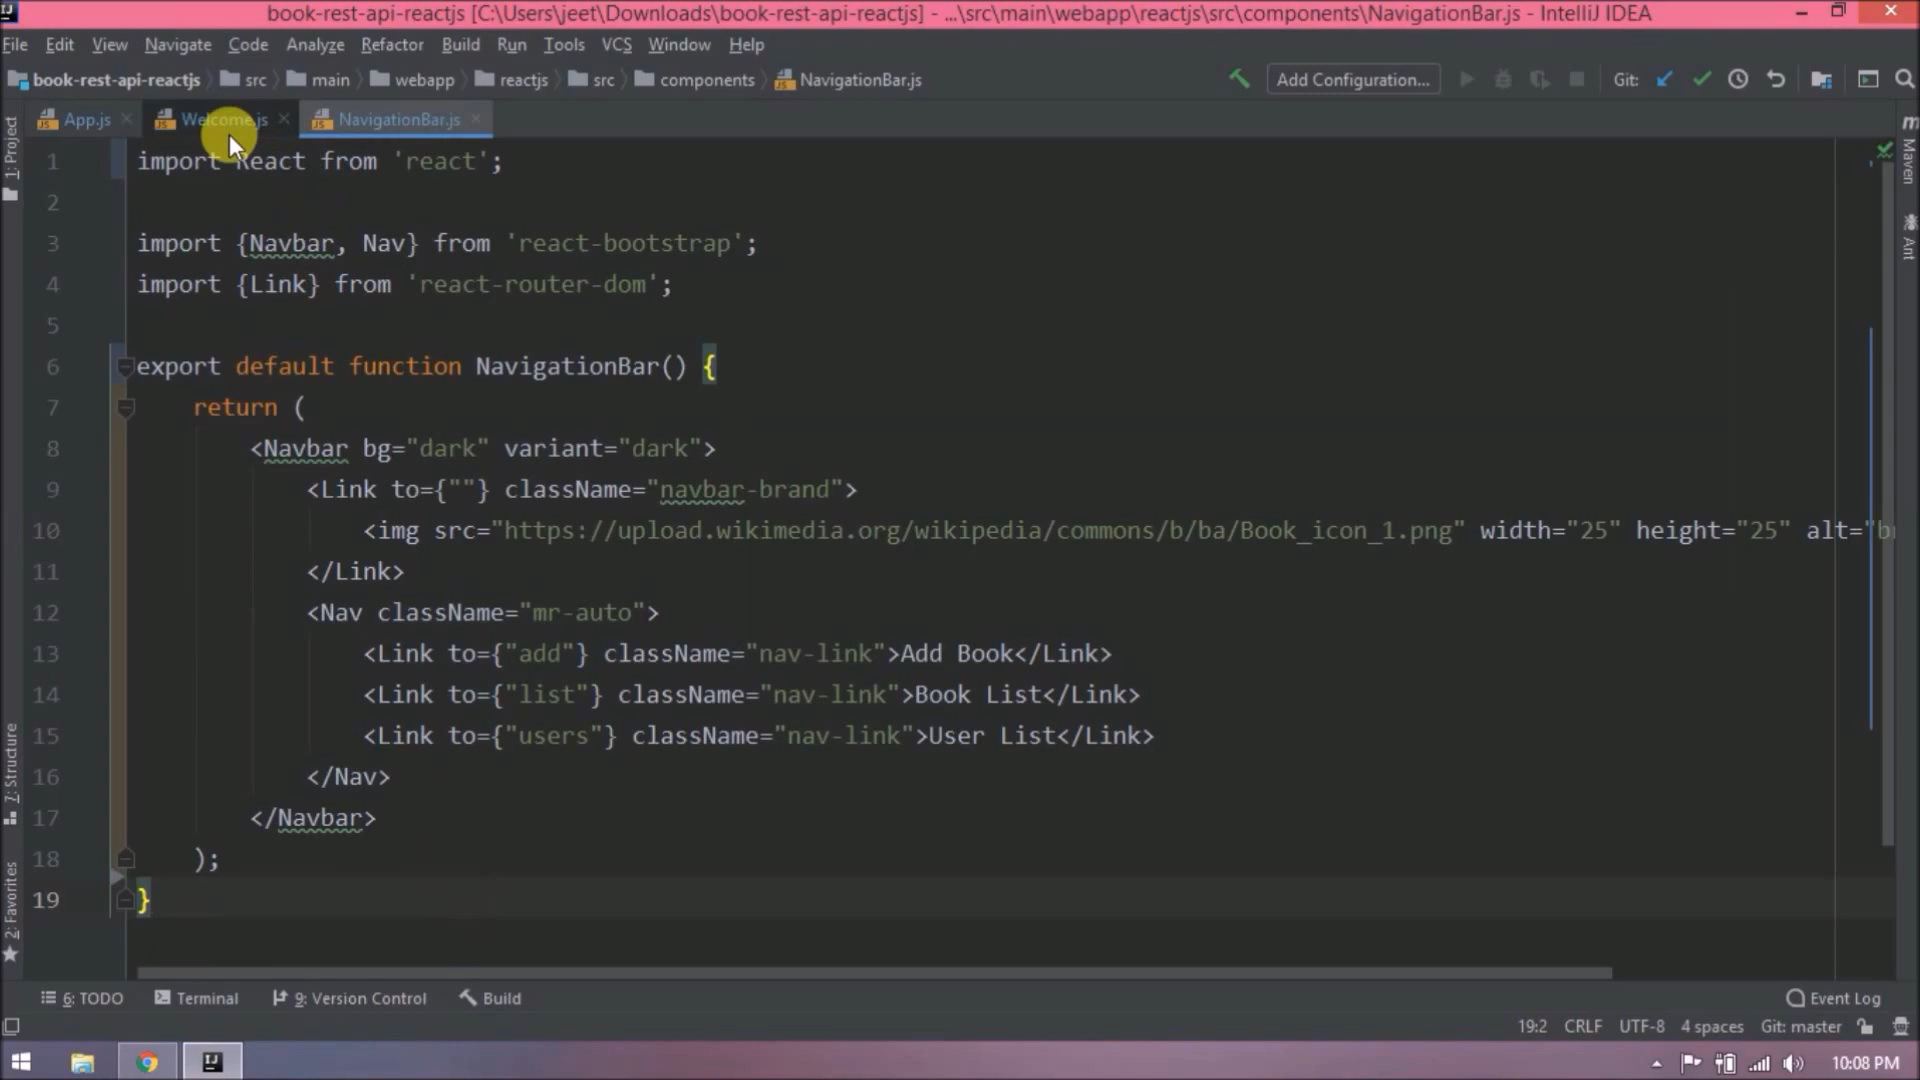 book-rest-api-reactjs [C:\Users\jeet\Downloads\book-rest-api-reactjs] - ...\src\main\webapp\reactjs\src\components\NavigationBar.js - IntelliJ IDEA
File Edit View Navigate Code Analyze Refactor Build Run Tools VCS Window Help
book-rest-api-reactjs src main webapp reactjs src components NavigationBar.js Add Configuration... Git:
App.js Welcome.js NavigationBar.js
1: Project
Maven
Ant
7: Structure
2: Favorites
1 import React from 'react';
2
3 import {Navbar, Nav} from 'react-bootstrap';
4 import {Link} from 'react-router-dom';
5
6 export default function NavigationBar() {
7 return (
8 <Navbar bg="dark" variant="dark">
9 <Link to={""} className="navbar-brand">
10 <img src="https://upload.wikimedia.org/wikipedia/commons/b/ba/Book_icon_1.png" width="25" height="25" alt="b
11 </Link>
12 <Nav className="mr-auto">
13 <Link to={"add"} className="nav-link">Add Book</Link>
14 <Link to={"list"} className="nav-link">Book List</Link>
15 <Link to={"users"} className="nav-link">User List</Link>
16 </Nav>
17 </Navbar>
18 );
19 }
6: TODO Terminal 9: Version Control Build Event Log
19:2 CRLF UTF-8 4 spaces Git: master
10:08 PM